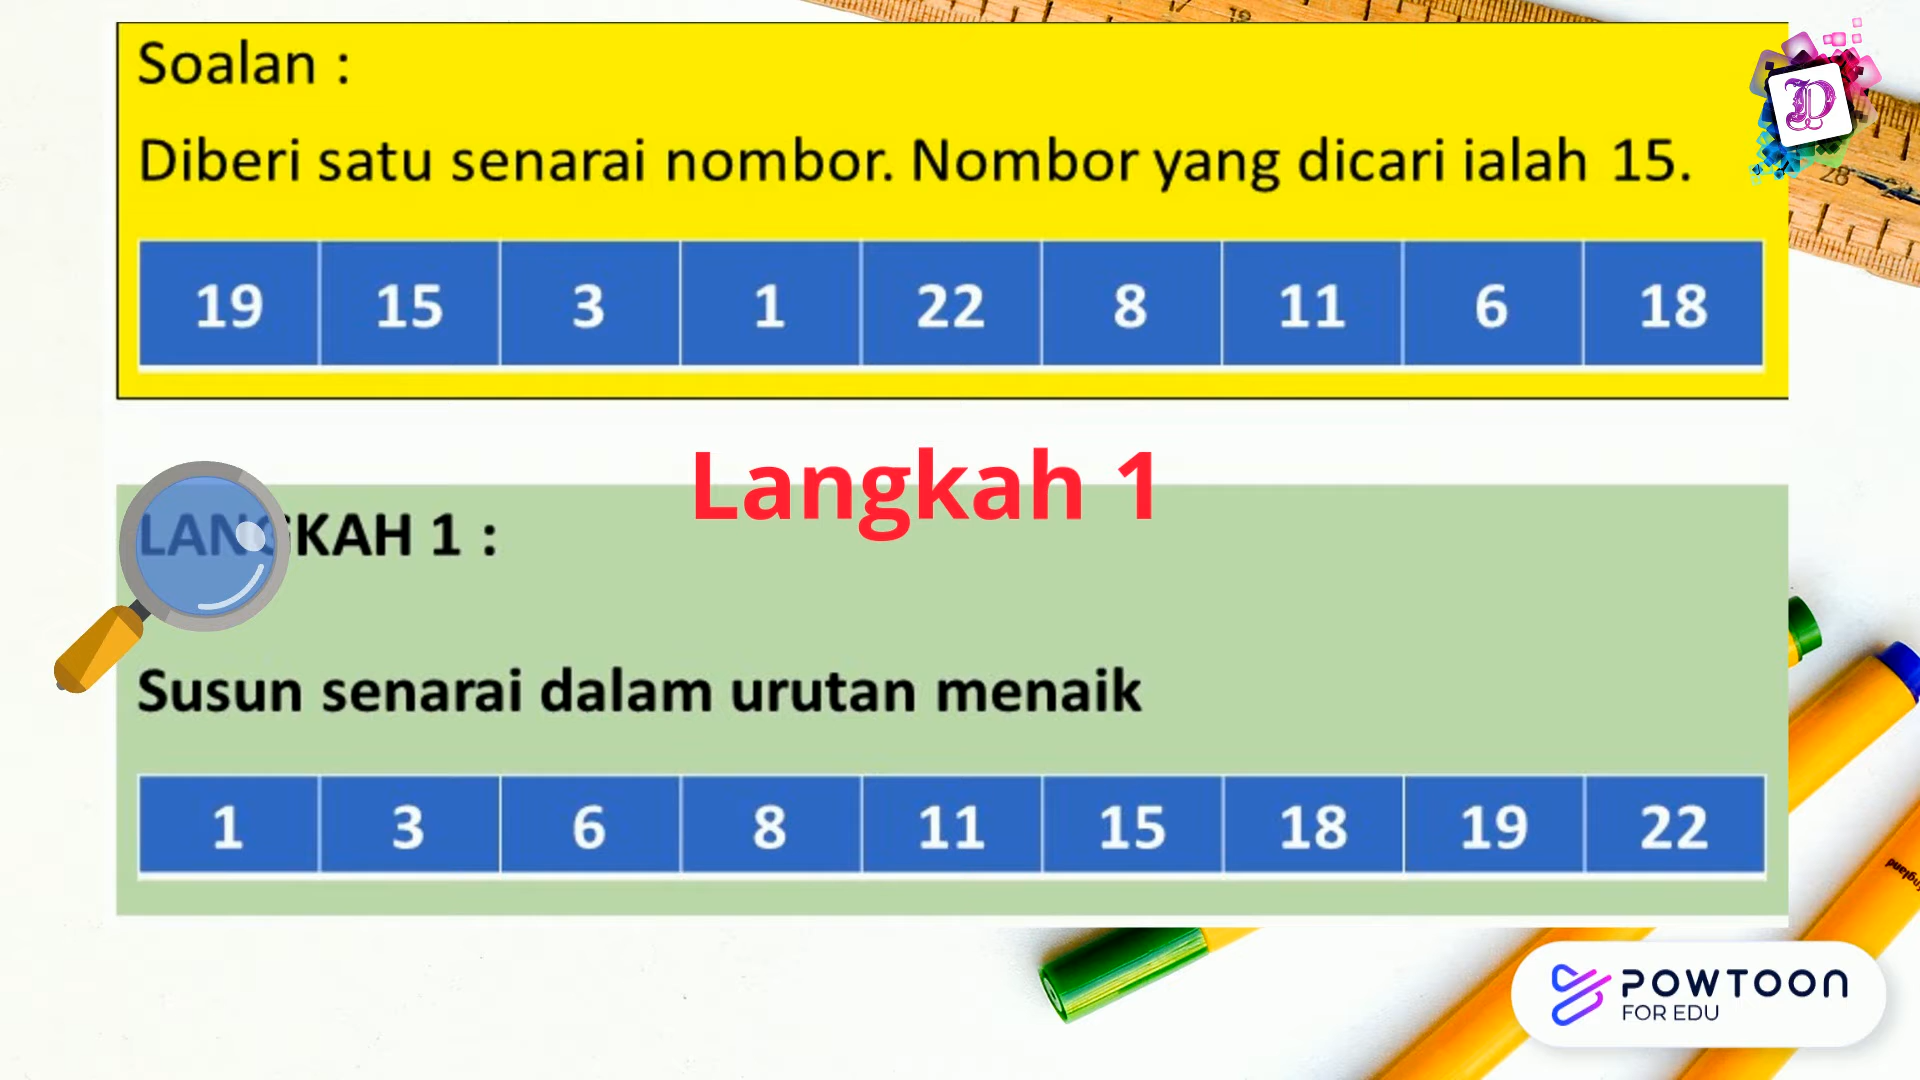 Soalan :
Diberi satu senarai nombor. Nombor yang dicari ialah 15.
19 15 3 1 22 8 11 6 18
Langkah 1
LANGKAH 1 :
Susun senarai dalam urutan menaik
1 3 6 8 11 15 18 19 22
POWTOON
FOR EDU